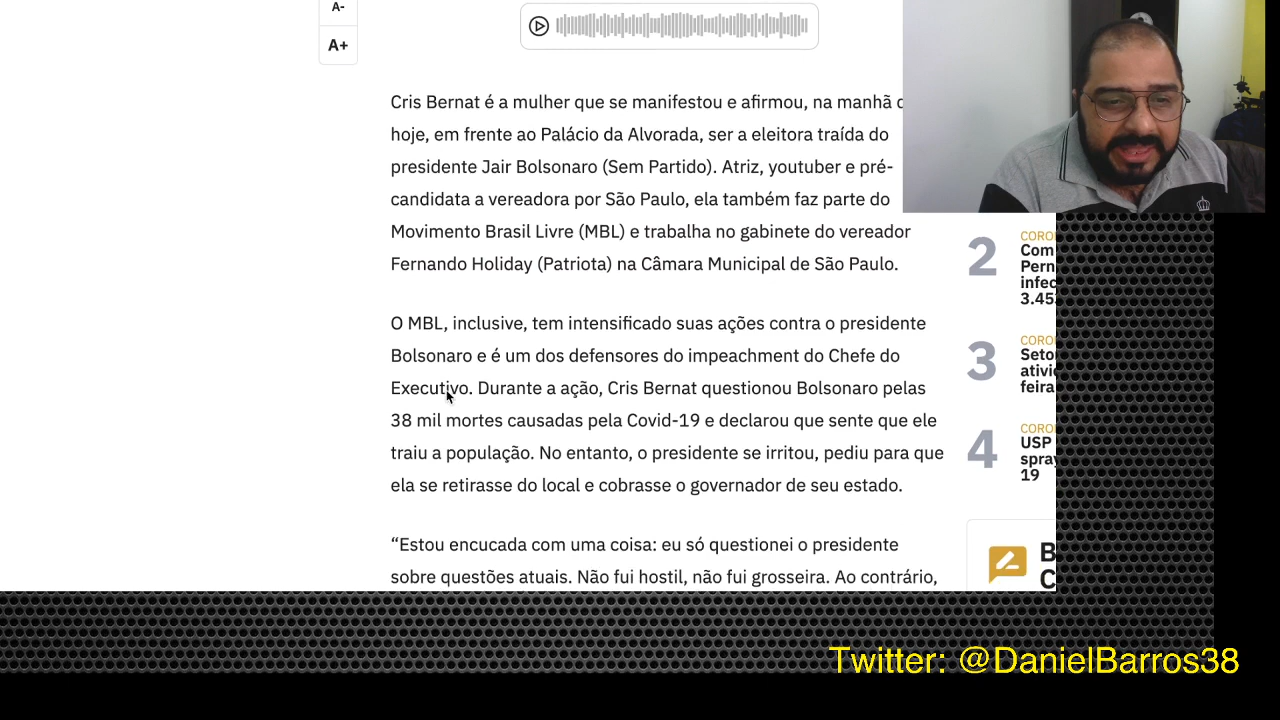 A-
A+
Cris Bernat é a mulher que se manifestou e afirmou, na manhã
hoje, em frente ao Palácio da Alvorada, ser a eleitora traída do
presidente Jair Bolsonaro (Sem Partido). Atriz, youtuber e pré-
candidata a vereadora por São Paulo, ela também faz parte do
Movimento Brasil Livre (MBL) e trabalha no gabinete do vereador
Fernando Holiday (Patriota) na Câmara Municipal de São Paulo.
O MBL, inclusive, tem intensificado suas ações contra o presidente
Bolsonaro e é um dos defensores do impeachment do Chefe do
Executivo. Durante a ação, Cris Bernat questionou Bolsonaro pelas
38 mil mortes causadas pela Covid-19 e declarou que sente que ele
traiu a população. No entanto, o presidente se irritou, pediu para que
ela se retirasse do local e cobrasse o governador de seu estado.
“Estou encucada com uma coisa: eu só questionei o presidente
sobre questões atuais. Não fui hostil, não fui grosseira. Ao contrário,
2
Com
3
4
USP
19
Twitter: @DanielBarros38